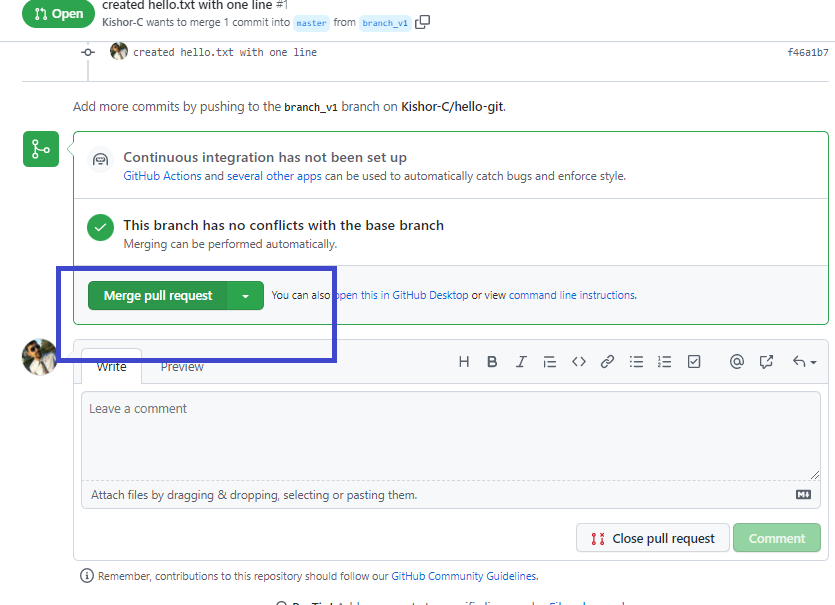 created hello.txt with one line #1
Open
Kishor-C wants to merge 1 commit into master from branch_v1
created hello.txt with one line f46a1b7
Add more commits by pushing to the branch_v1 branch on Kishor-C/hello-git.
Continuous integration has not been set up
GitHub Actions and several other apps can be used to automatically catch bugs and enforce style.
This branch has no conflicts with the base branch
Merging can be performed automatically.
Merge pull request You can also open this in GitHub Desktop or view command line instructions.
Write Preview
Leave a comment
Attach files by dragging & dropping, selecting or pasting them.
Close pull request Comment
Remember, contributions to this repository should follow our GitHub Community Guidelines.